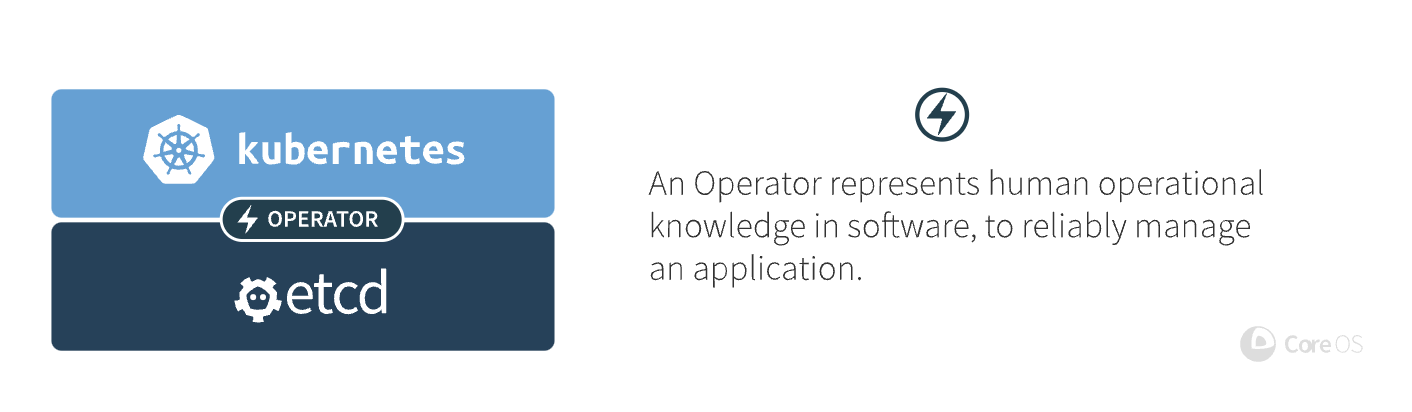 kubernetes
OPERATOR
etcd
An Operator represents human operational
knowledge in software, to reliably manage
an application.
CoreOS